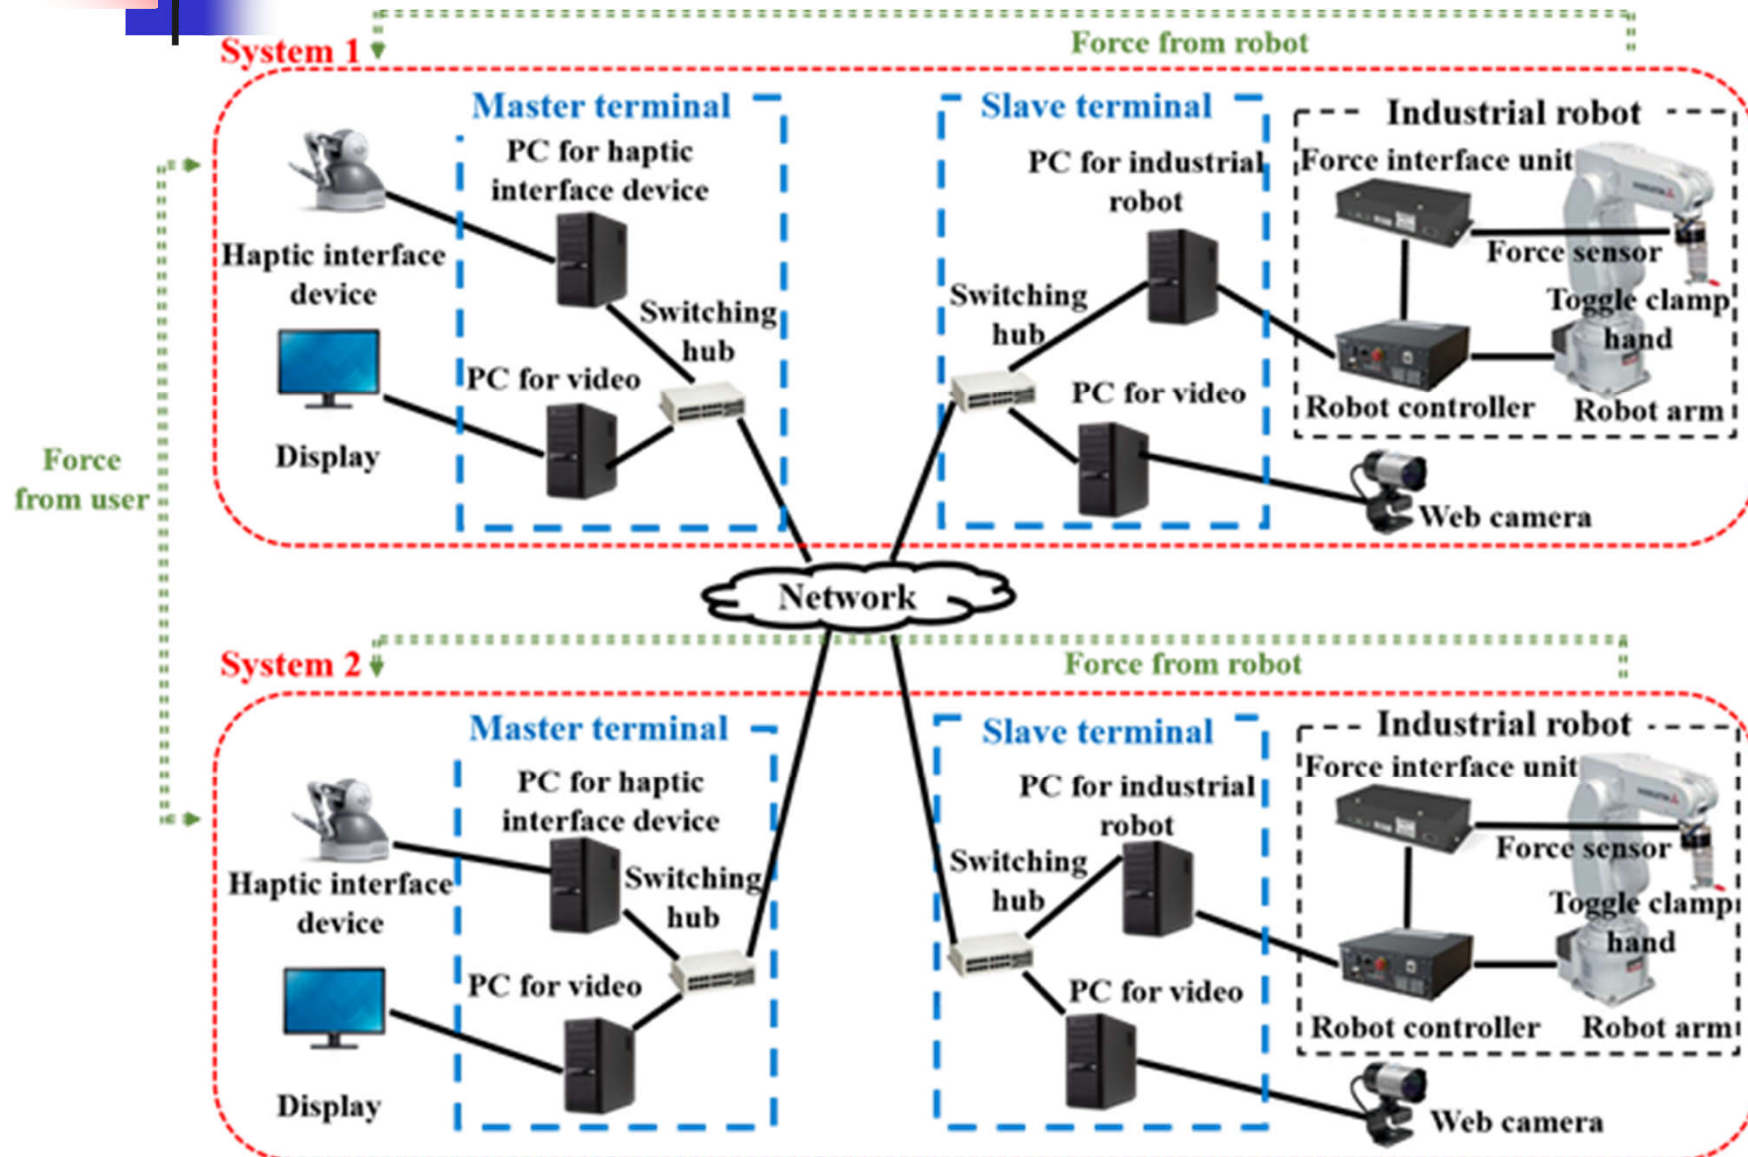 System 1
Force from robot
Master terminal
Slave terminal
Industrial robot
PC for haptic
interface device
PC for industrial
robot
Force interface unit
Haptic interface
device
Force sensor
Switching
hub
Switching
hub
Toggle clamp
hand
PC for video
PC for video
Robot controller
Robot arm
Display
Web camera
Force
from user
Network
System 2
Force from robot
Master terminal
Slave terminal
Industrial robot
PC for haptic
interface device
PC for industrial
robot
Force interface unit
Haptic interface
device
Force sensor
Switching
hub
Switching
hub
Toggle clamp
hand
PC for video
PC for video
Robot controller
Robot arm
Display
Web camera